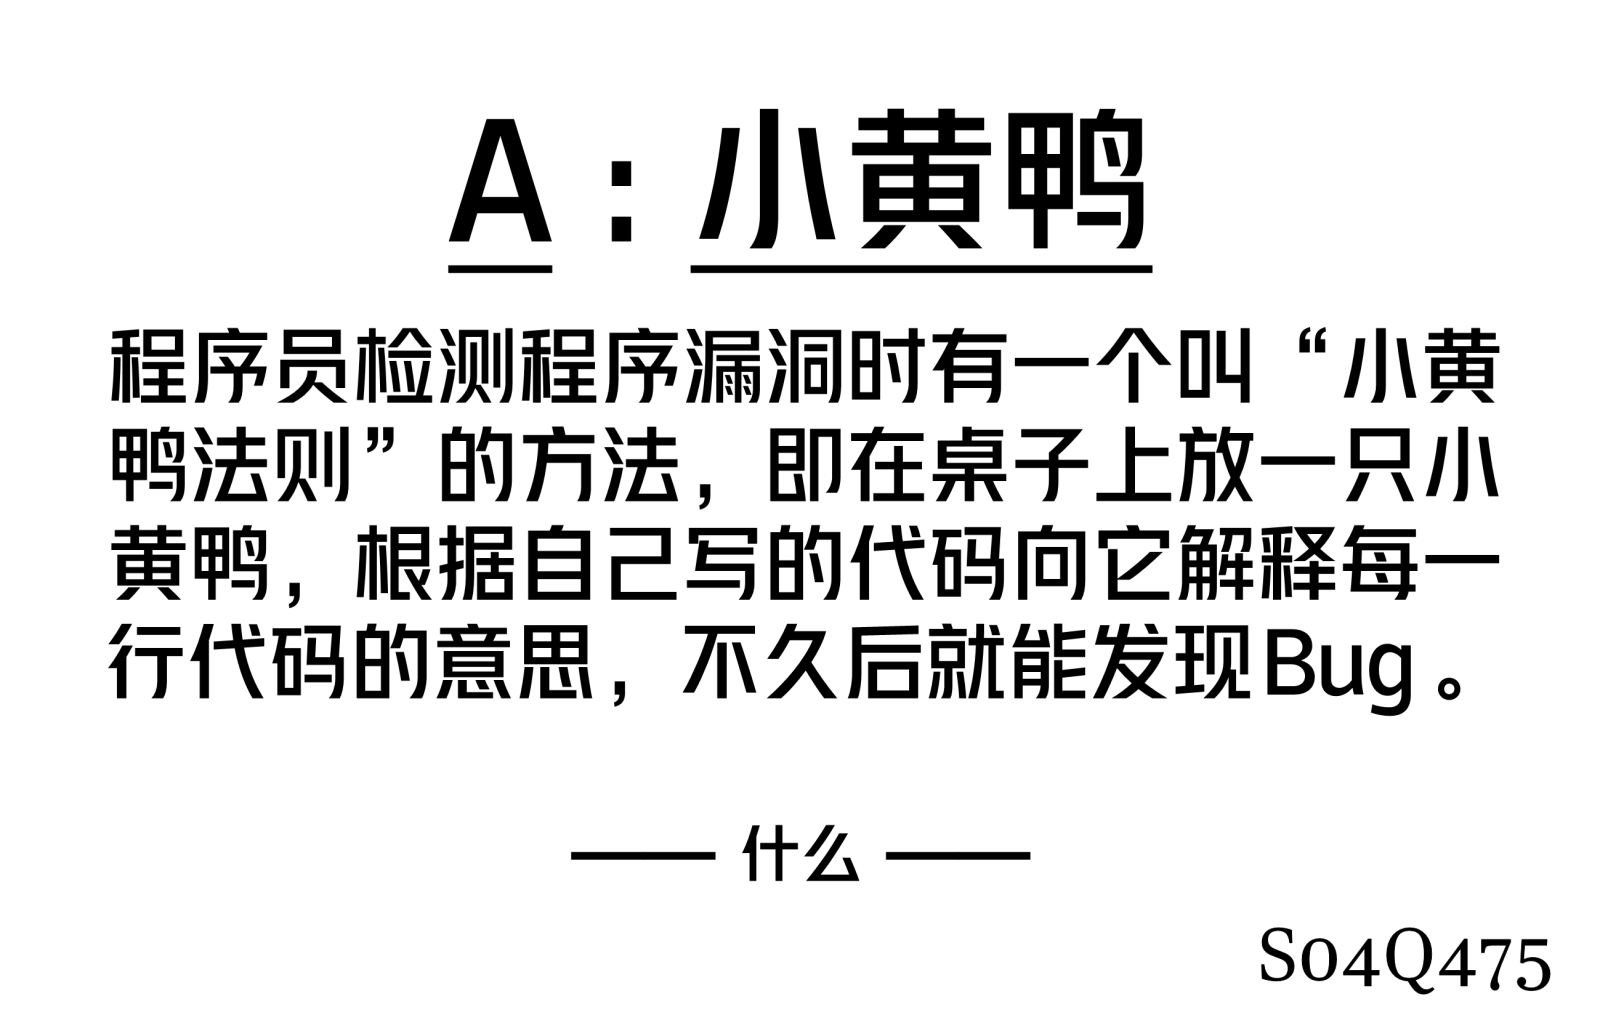 A：小黄鸭
程序员检测程序漏洞时有一个叫“小黄
鸭法则”的方法，即在桌子上放一只小
黄鸭，根据自己写的代码向它解释每一
行代码的意思，不久后就能发现Bug。
什么
S04Q475